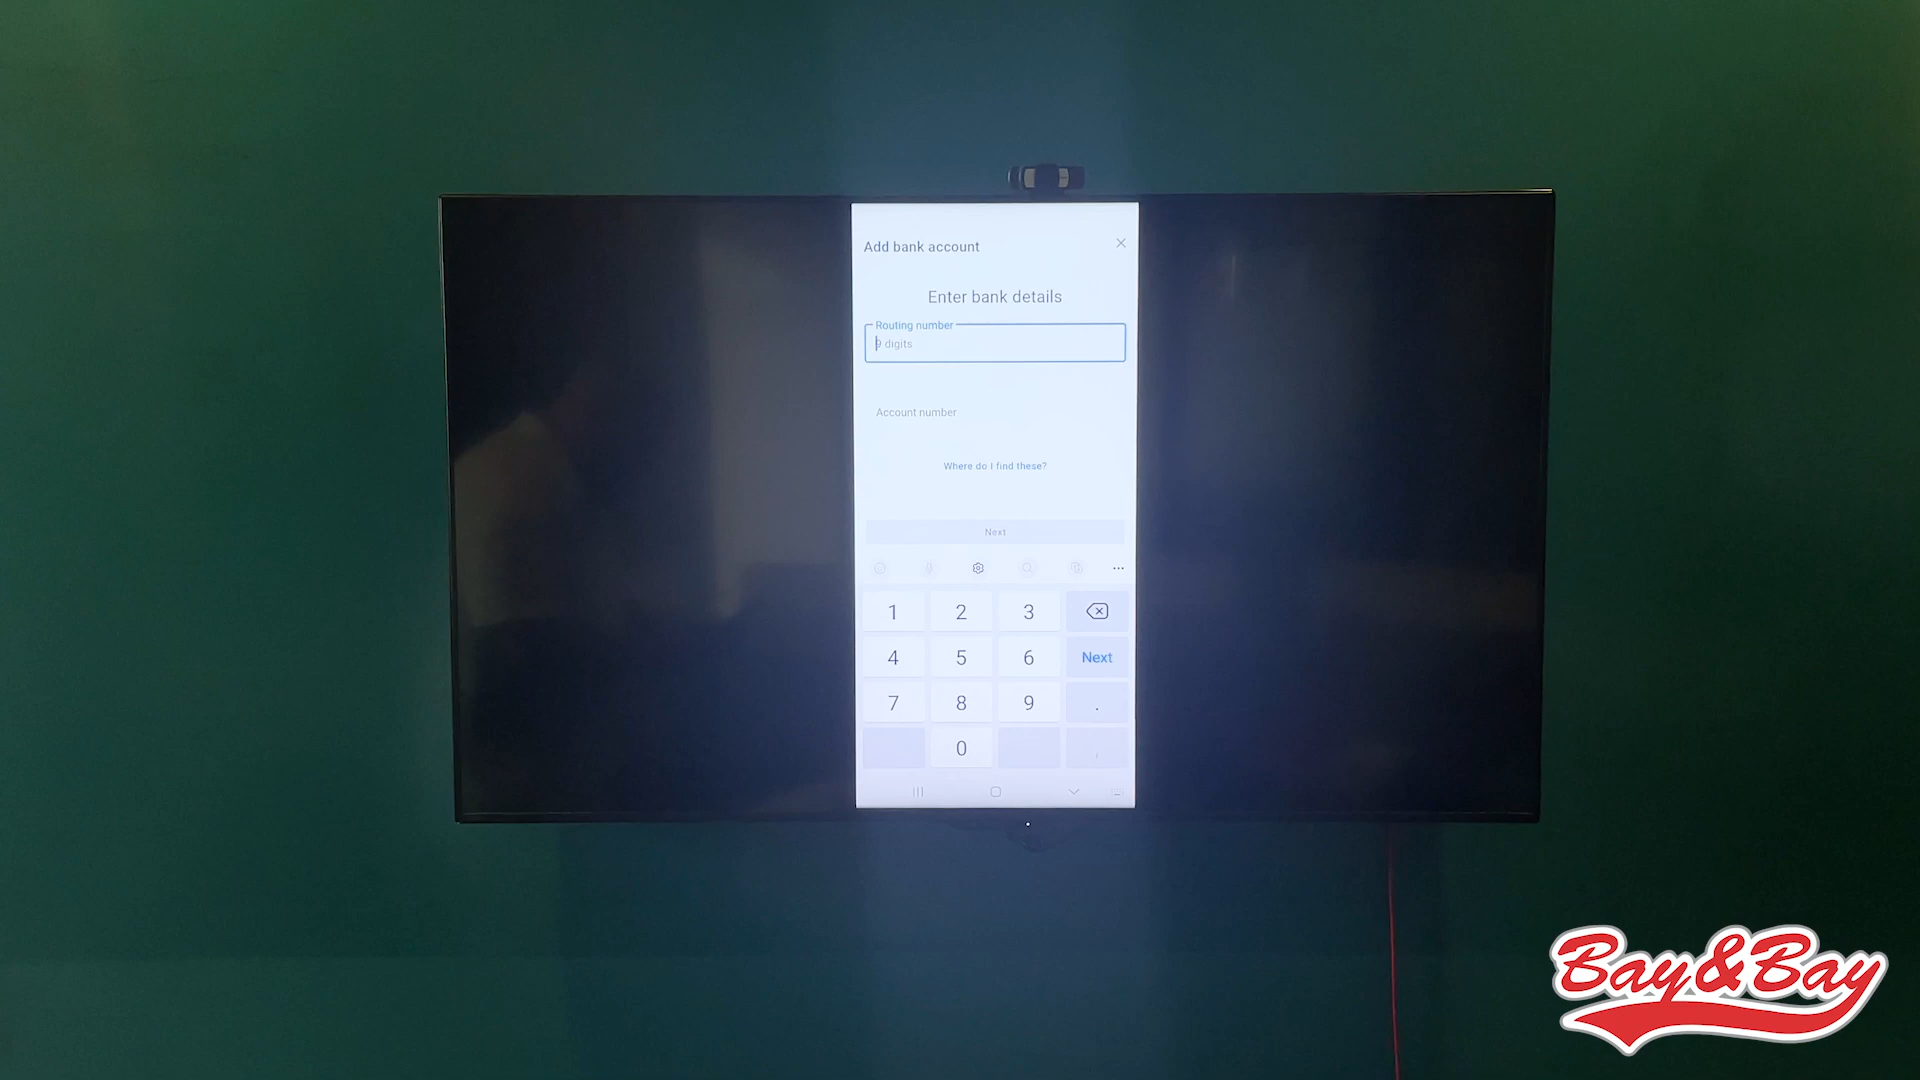 Add bank account
Enter bank details
Routing number
9 digits
Account number
Where do I find these?
Next
1 2 3
4 5 6 Next
7 8 9 .
0 ,
Bay&Bay